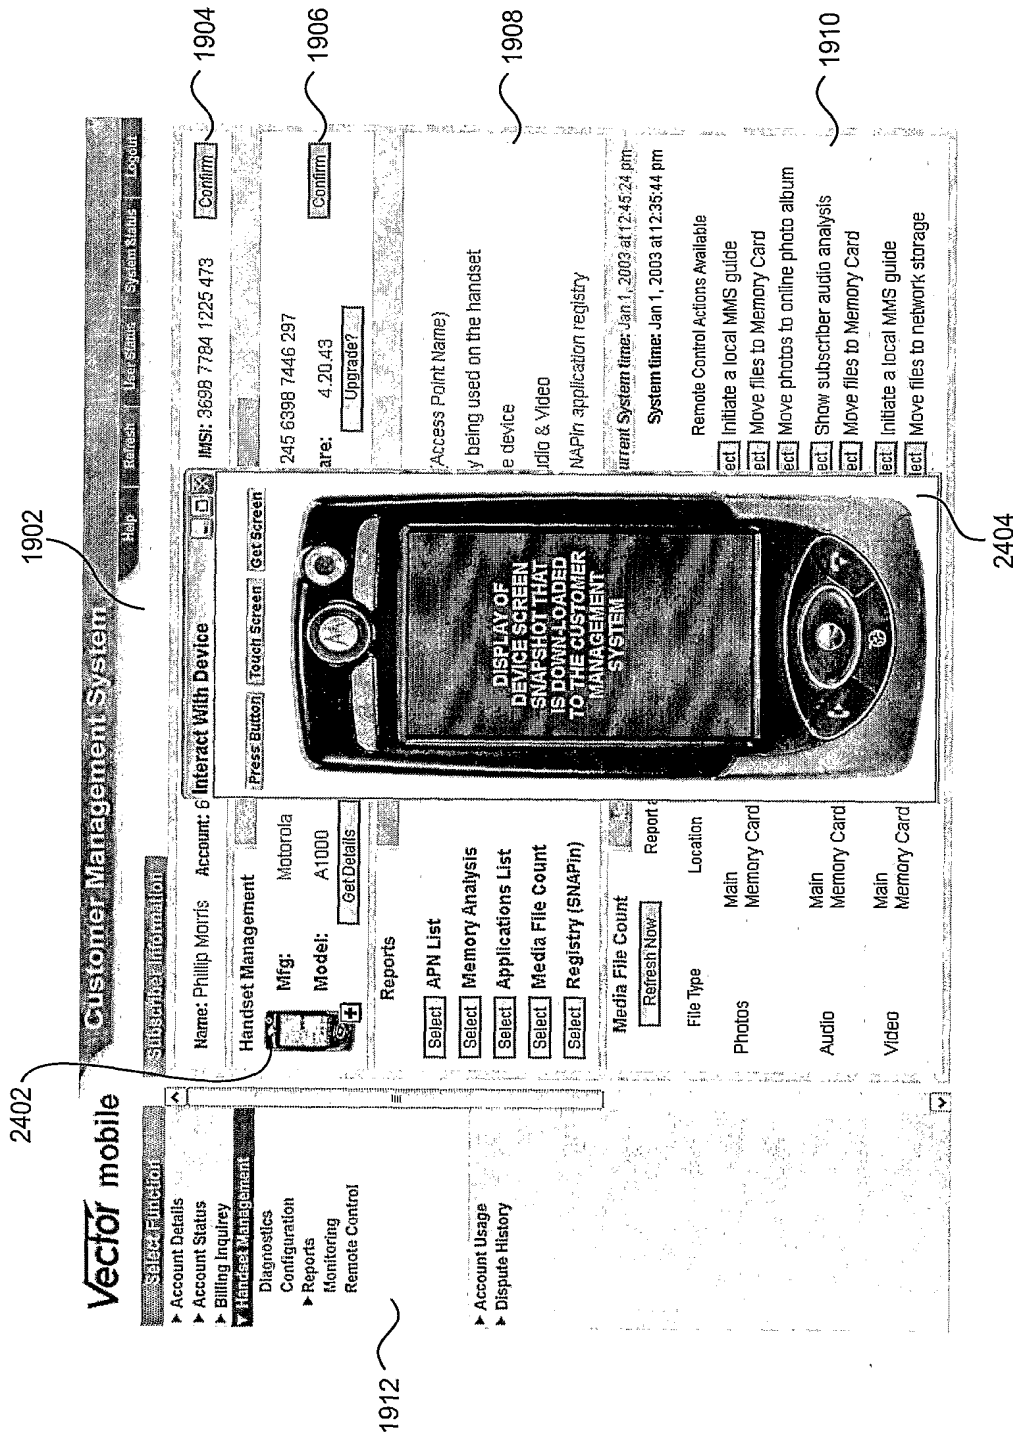 1902
1904
1906
1908
1910
1912
2402
2404
Vector mobile
Customer Management System
Help
Refresh
User Status
System Status
Logout
Select Function
▶ Account Details
▶ Account Status
▶ Billing Inquirey
▼ Handset Management
Diagnostics
Configuration
▶ Reports
Monitoring
Remote Control
▶ Account Usage
▶ Dispute History
Subscriber Information
Name: Phillip Morris Account: 6
IMSI: 3698 7784 1225 473
Confirm
Handset Management
Mfg: Motorola
245 6398 7446 297
Confirm
Model: A1000
are: 4.20.43
Get Details
Upgrade?
Reports
Select APN List
(Access Point Name)
Select Memory Analysis
y being used on the handset
Select Applications List
e device
Select Media File Count
udio & Video
Select Registry (SNAPin)
NAPin application registry
Media File Count
urrent System time: Jan 1, 2003 at 12:45:24 pm
Refresh Now
Report a
System time: Jan 1, 2003 at 12:35:44 pm
File Type
Location
Remote Control Actions Available
Photos
Main
Memory Card
ect Initiate a local MMS guide
ect Move files to Memory Card
ect Move photos to online photo album
Audio
Main
Memory Card
ect Show subscriber audio analysis
ect Move files to Memory Card
Video
Main
Memory Card
ect Initiate a local MMS guide
lect Move files to network storage
Interact With Device
Press Button
Touch Screen
Get Screen
DISPLAY OF
DEVICE SCREEN
SNAPSHOT THAT
IS DOWNLOADED
TO THE CUSTOMER
MANAGEMENT
SYSTEM